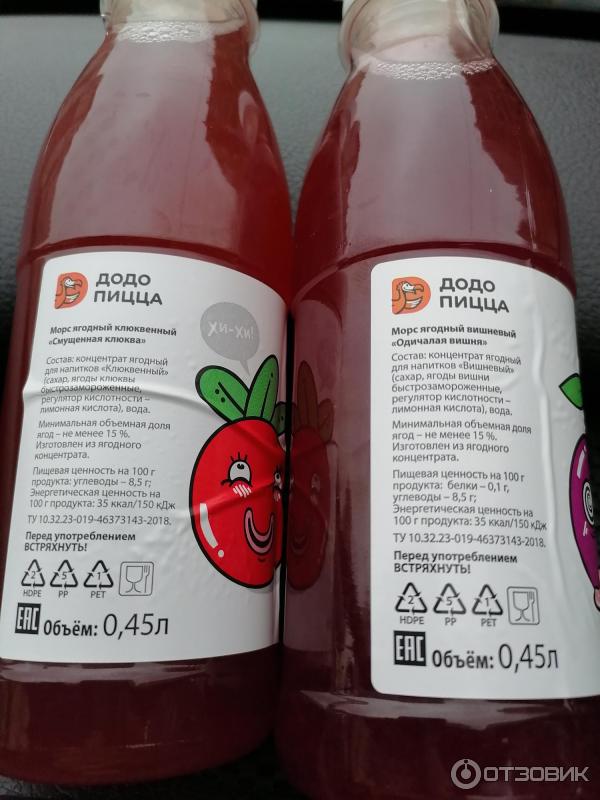 ДОДО
ПИЦЦА
Морс ягодный клюквенный
«Смущенная клюква»
ХИ-ХИ!
Состав: концентрат ягодный
для напитков «Клюквенный»
(сахар, ягоды клюквы
быстрозамороженные,
регулятор кислотности –
лимонная кислота), вода.
Минимальная объемная доля
ягод – не менее 15 %.
Изготовлен из ягодного
концентрата.
Пищевая ценность на 100 г
продукта: углеводы – 8,5 г;
Энергетическая ценность на
100 г продукта: 35 ккал/150 кДж
ТУ 10.32.23-019-46373143-2018.
Перед употреблением
ВСТРЯХНУТЬ!
2 5 1
HDPE PP PET
EAC Объём: 0,45л
ДОДО
ПИЦЦА
Морс ягодный вишневый
«Одичалая вишня»
Состав: концентрат ягодный
для напитков «Вишневый»
(сахар, ягоды вишни
быстрозамороженные,
регулятор кислотности –
лимонная кислота), вода.
Минимальная объемная доля
ягод – не менее 15 %.
Изготовлен из ягодного
концентрата.
Пищевая ценность на 100 г
продукта: белки – 0,1 г,
углеводы – 8,5 г;
Энергетическая ценность на
100 г продукта: 35 ккал/150 кДж
ТУ 10.32.23-019-46373143-2018.
Перед употреблением
ВСТРЯХНУТЬ!
2 5 1
HDPE PP PET
EAC Объём: 0,45л
ОТЗОВИК